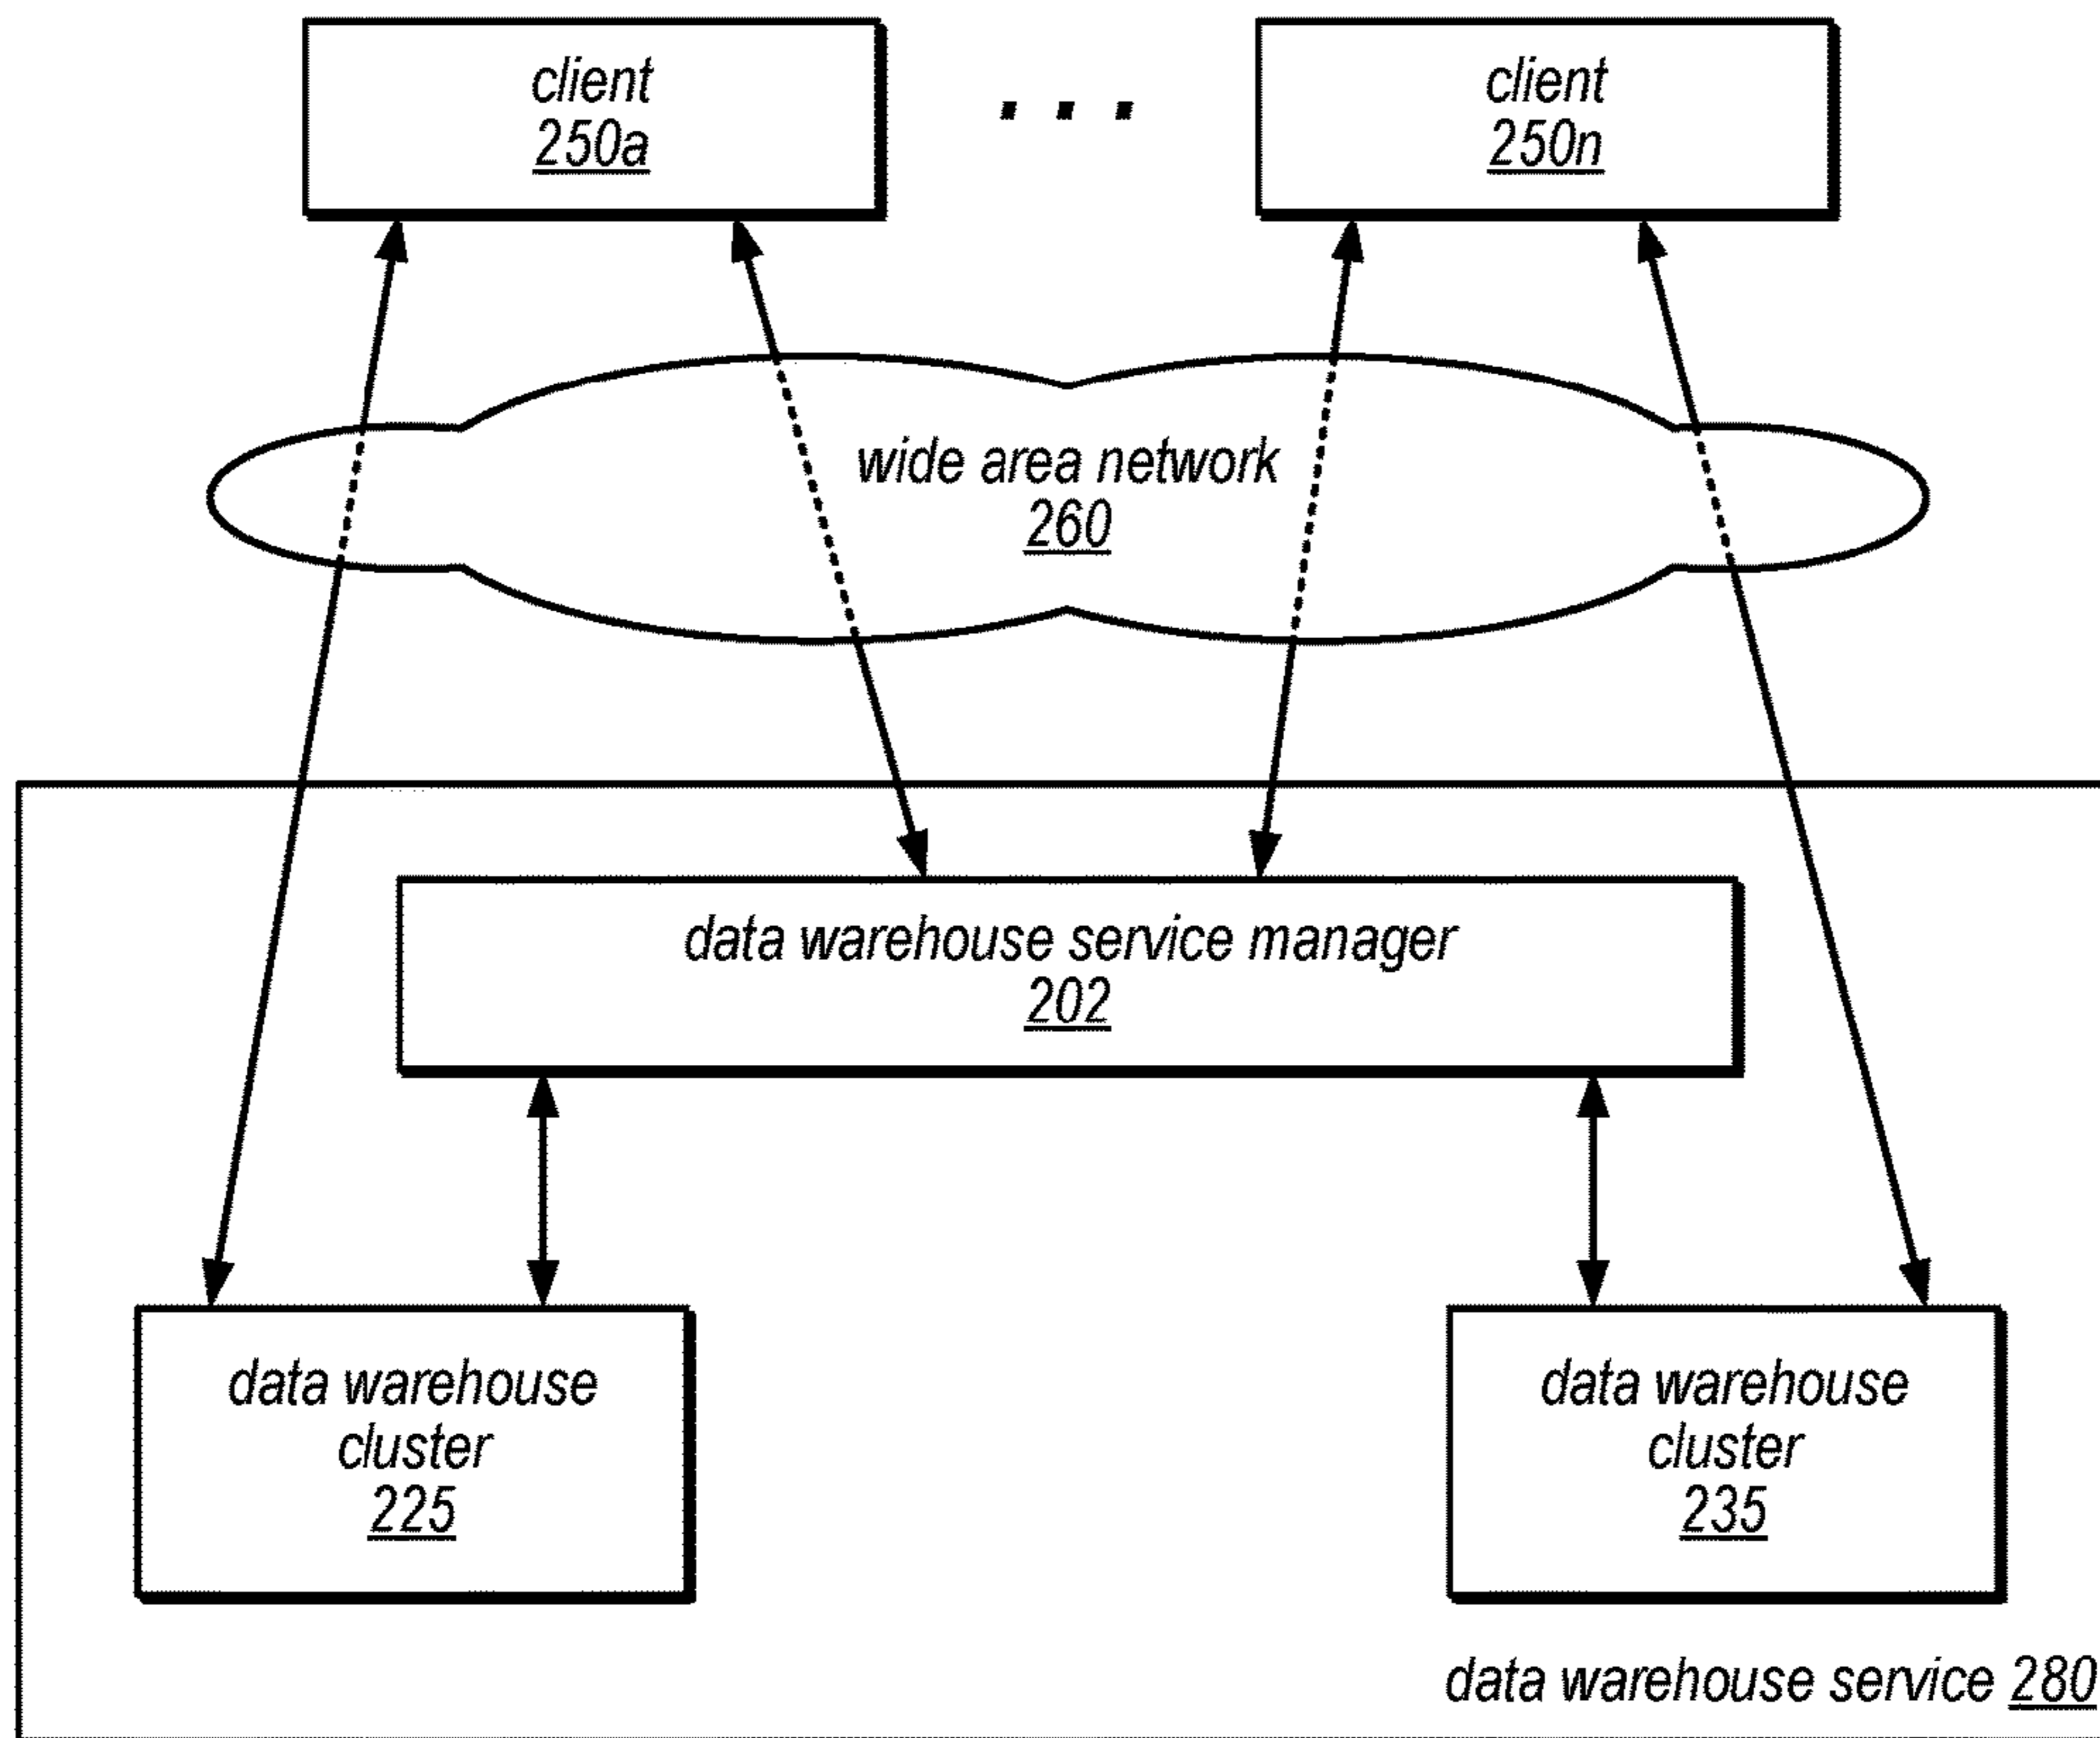 client
250a
. . .
client
250n
wide area network
260
data warehouse service manager
202
data warehouse
cluster
225
data warehouse
cluster
235
data warehouse service 280